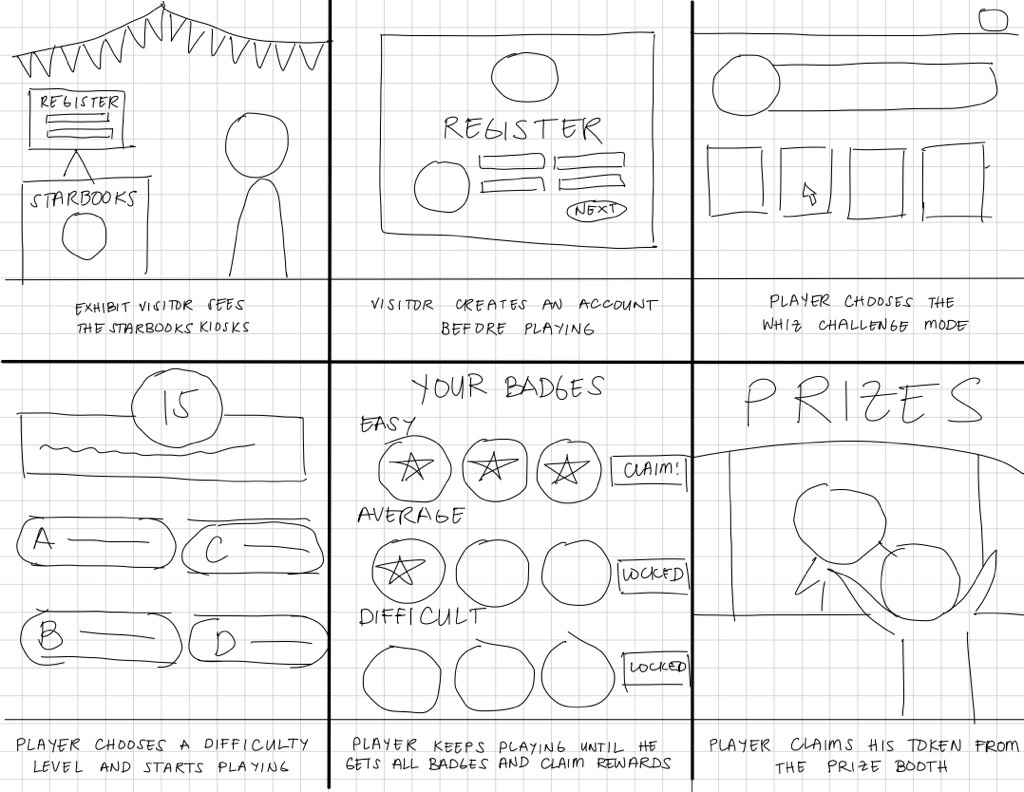 REGISTER
STARBOOKS
EXHIBIT VISITOR SEES
THE STARBOOKS KIOSKS
REGISTER
NEXT
VISITOR CREATES AN ACCOUNT
BEFORE PLAYING
PLAYER CHOOSES THE
WHIZ CHALLENGE MODE
15
A
C
B
D
PLAYER CHOOSES A DIFFICULTY
LEVEL AND STARTS PLAYING
YOUR BADGES
EASY
CLAIM!
AVERAGE
LOCKED
DIFFICULT
LOCKED
PLAYER KEEPS PLAYING UNTIL HE
GETS ALL BADGES AND CLAIM REWARDS
PRIZES
PLAYER CLAIMS HIS TOKEN FROM
THE PRIZE BOOTH